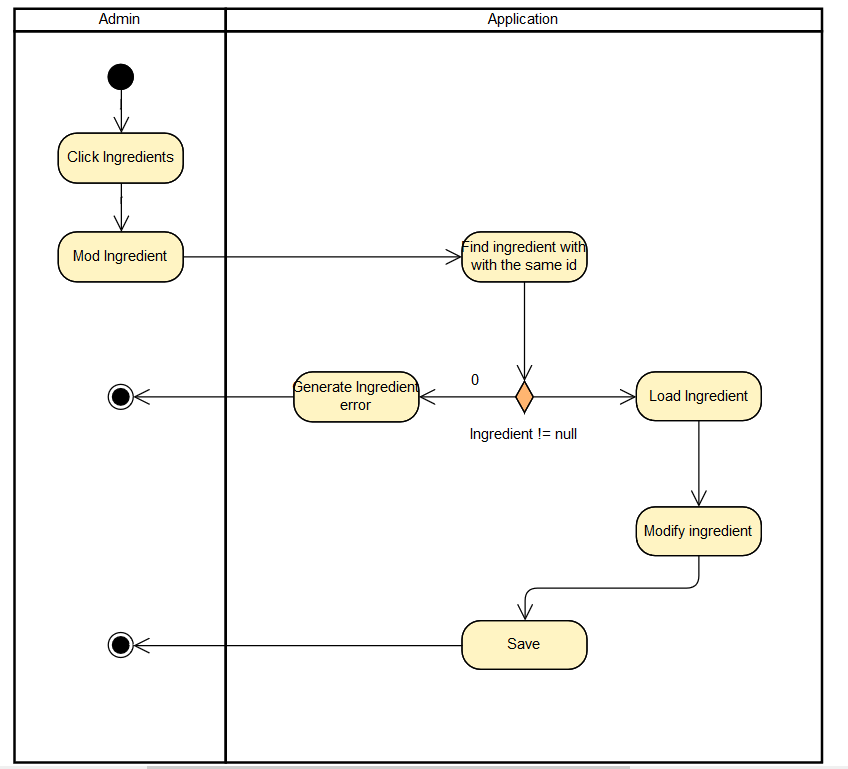 Admin
Application
Click Ingredients
Mod Ingredient
Find ingredient with
with the same id
Generate Ingredient
error
0
Load Ingredient
Ingredient != null
Modify ingredient
Save